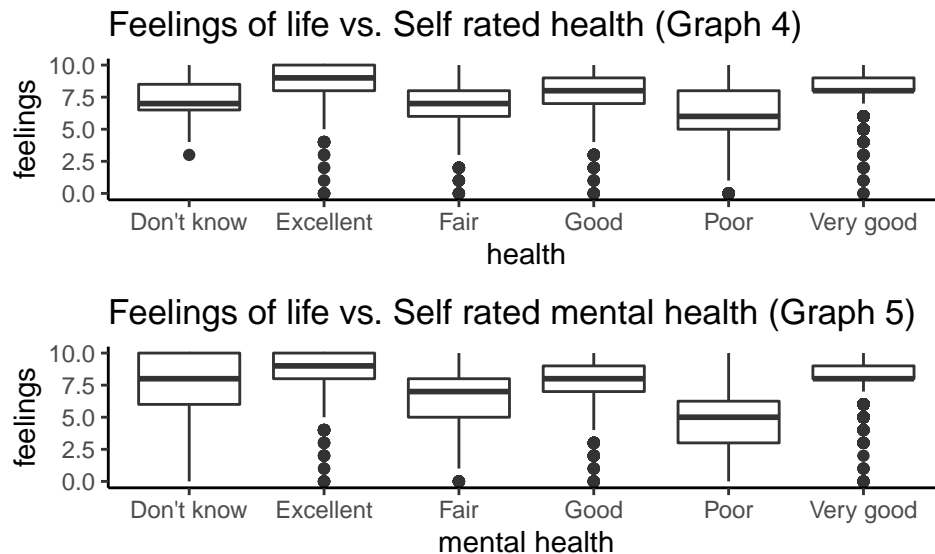 Feelings of life vs. Self rated health (Graph 4)
feelings
10.0
7.5
5.0
2.5
0.0
Don't know Excellent Fair Good Poor Very good
health
Feelings of life vs. Self rated mental health (Graph 5)
feelings
10.0
7.5
5.0
2.5
0.0
Don't know Excellent Fair Good Poor Very good
mental health